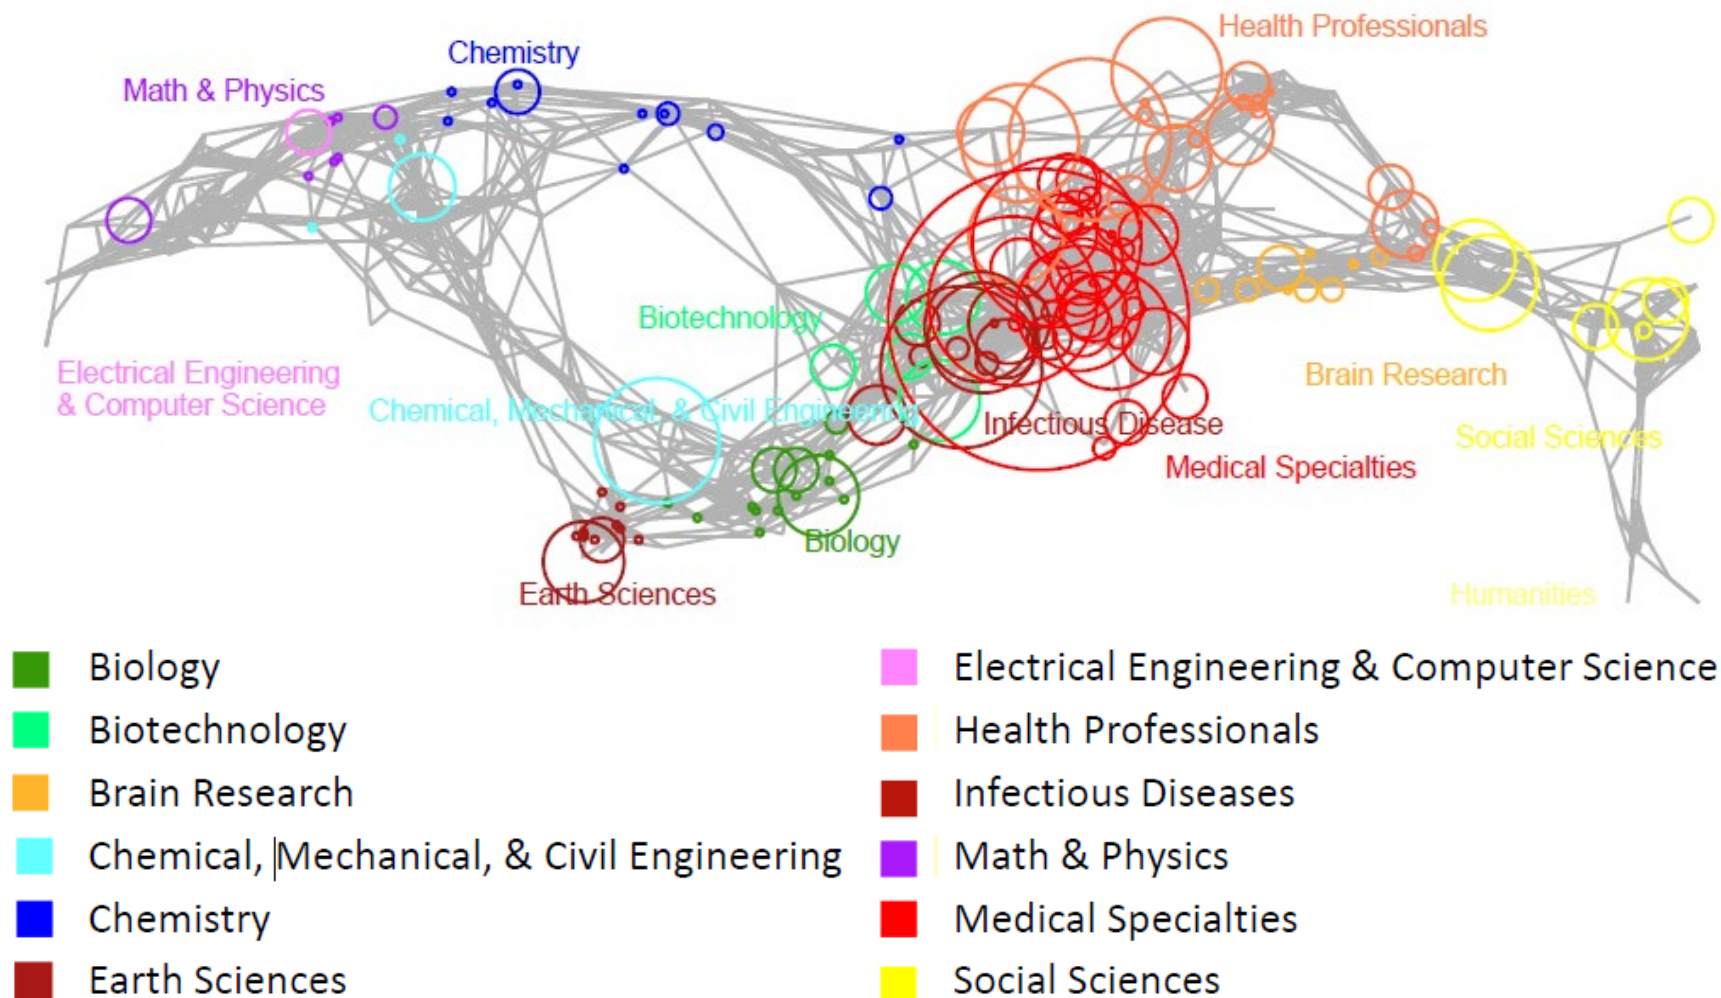 Health Professionals
Chemistry
Math & Physics
Biotechnology
Electrical Engineering
& Computer Science
Brain Research
Chemical, Mechanical, & Civil Engineering
Infectious Disease
Social Sciences
Medical Specialties
Biology
Earth Sciences
Humanities
Biology
Biotechnology
Brain Research
Chemical, Mechanical, & Civil Engineering
Chemistry
Earth Sciences
Electrical Engineering & Computer Science
Health Professionals
Infectious Diseases
Math & Physics
Medical Specialties
Social Sciences